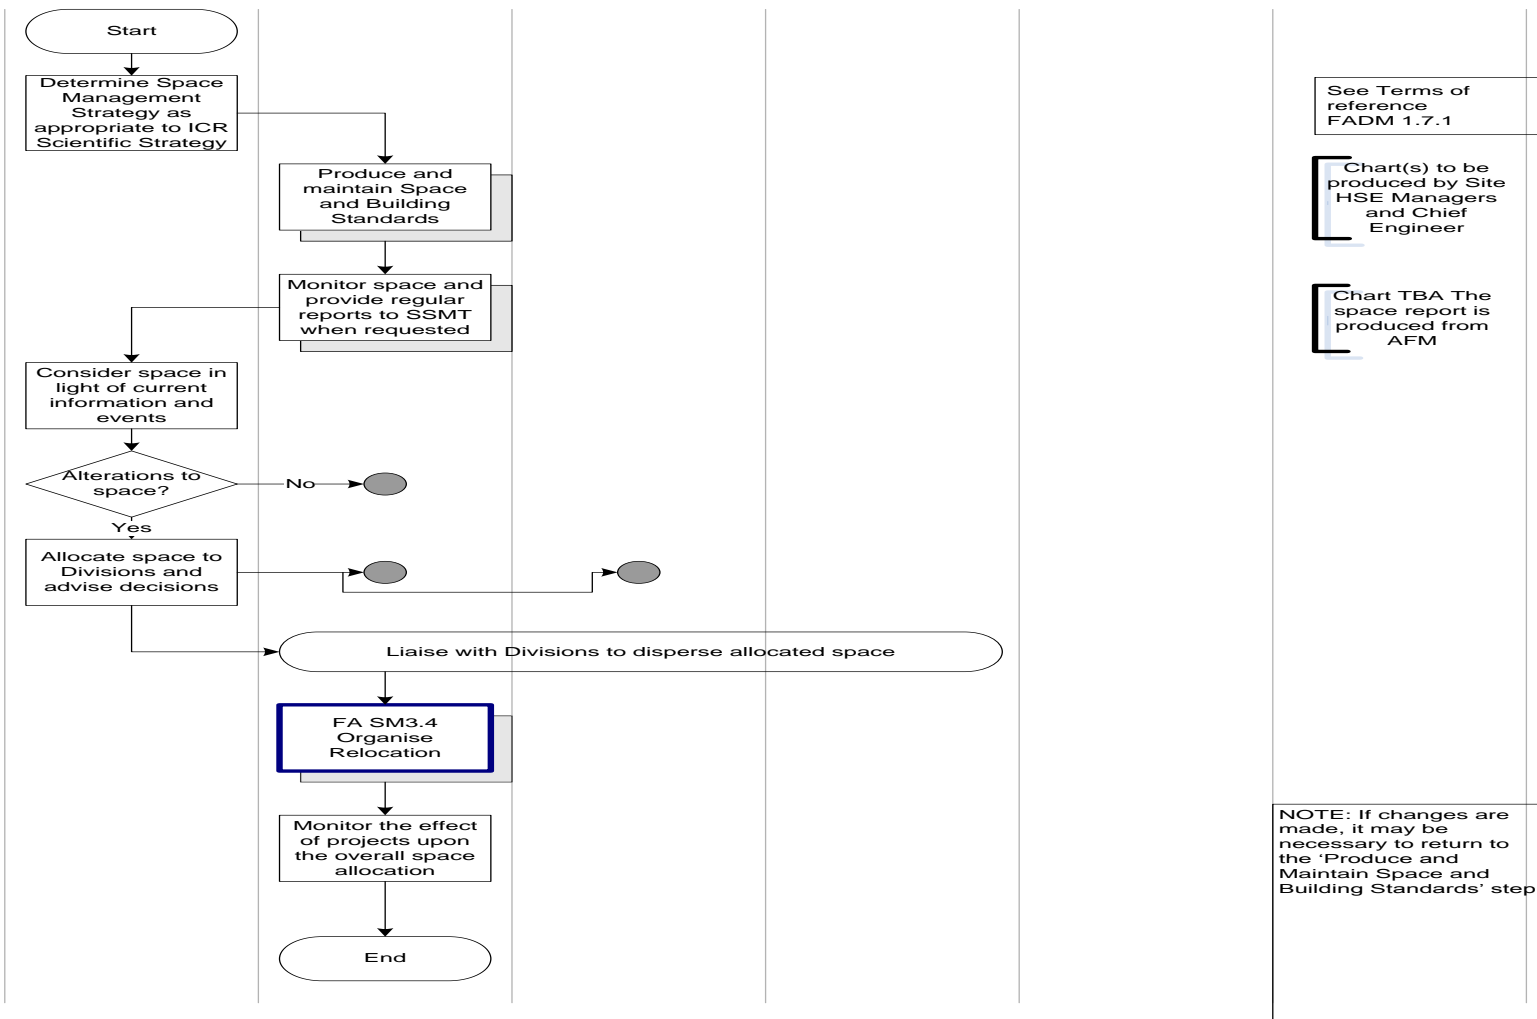 Start
Determine Space
Management
Strategy as
appropriate to ICR
Scientific Strategy
See Terms of
reference
FADM 1.7.1
Produce and
maintain Space
and Building
Standards
Chart(s) to be
produced by Site
HSE Managers
and Chief
Engineer
Monitor space and
provide regular
reports to SSMT
when requested
Chart TBA The
space report is
produced from
AFM
Consider space in
light of current
information and
events
Alterations to
space?
No
Yes
Allocate space to
Divisions and
advise decisions
Liaise with Divisions to disperse allocated space
FA SM3.4
Organise
Relocation
Monitor the effect
of projects upon
the overall space
allocation
NOTE: If changes are
made, it may be
necessary to return to
the ‘Produce and
Maintain Space and
Building Standards’ step
End